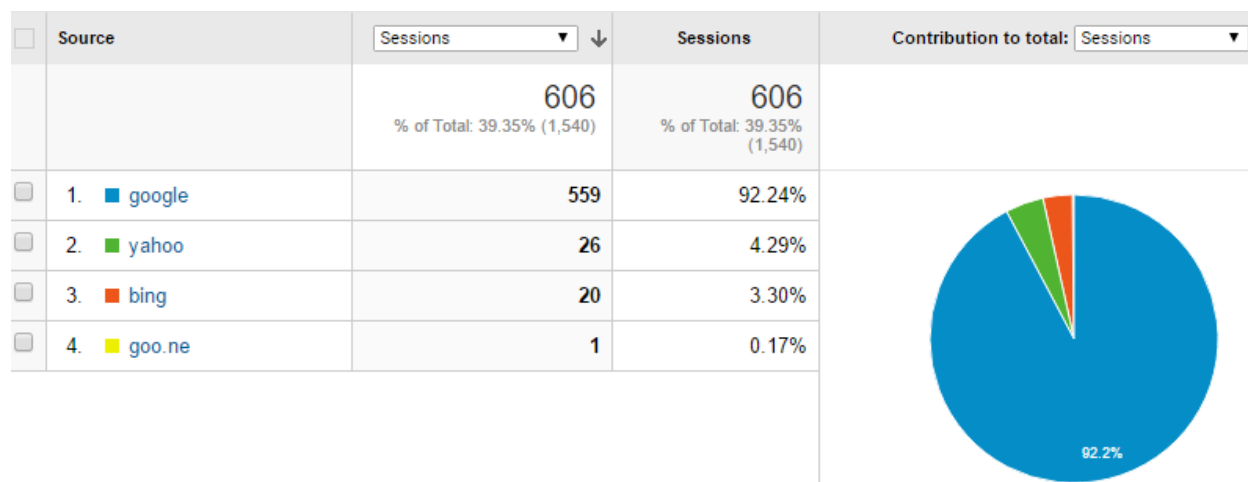 Source Sessions ▼ Sessions Contribution to total: Sessions ▼
606 606
% of Total: 39.35% (1,540) % of Total: 39.35%
(1,540)
1. google 559 92.24%
2. yahoo 26 4.29%
3. bing 20 3.30%
4. goo.ne 1 0.17%
92.2%